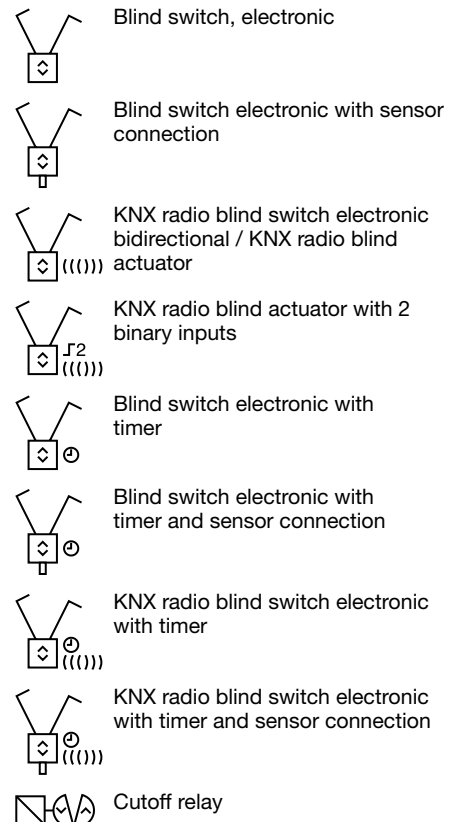 Blind switch, electronic
Blind switch electronic with sensor
connection
KNX radio blind switch electronic
bidirectional / KNX radio blind
actuator
KNX radio blind actuator with 2
binary inputs
2
Blind switch electronic with
timer
Blind switch electronic with
timer and sensor connection
KNX radio blind switch electronic
with timer
KNX radio blind switch electronic
with timer and sensor connection
Cutoff relay